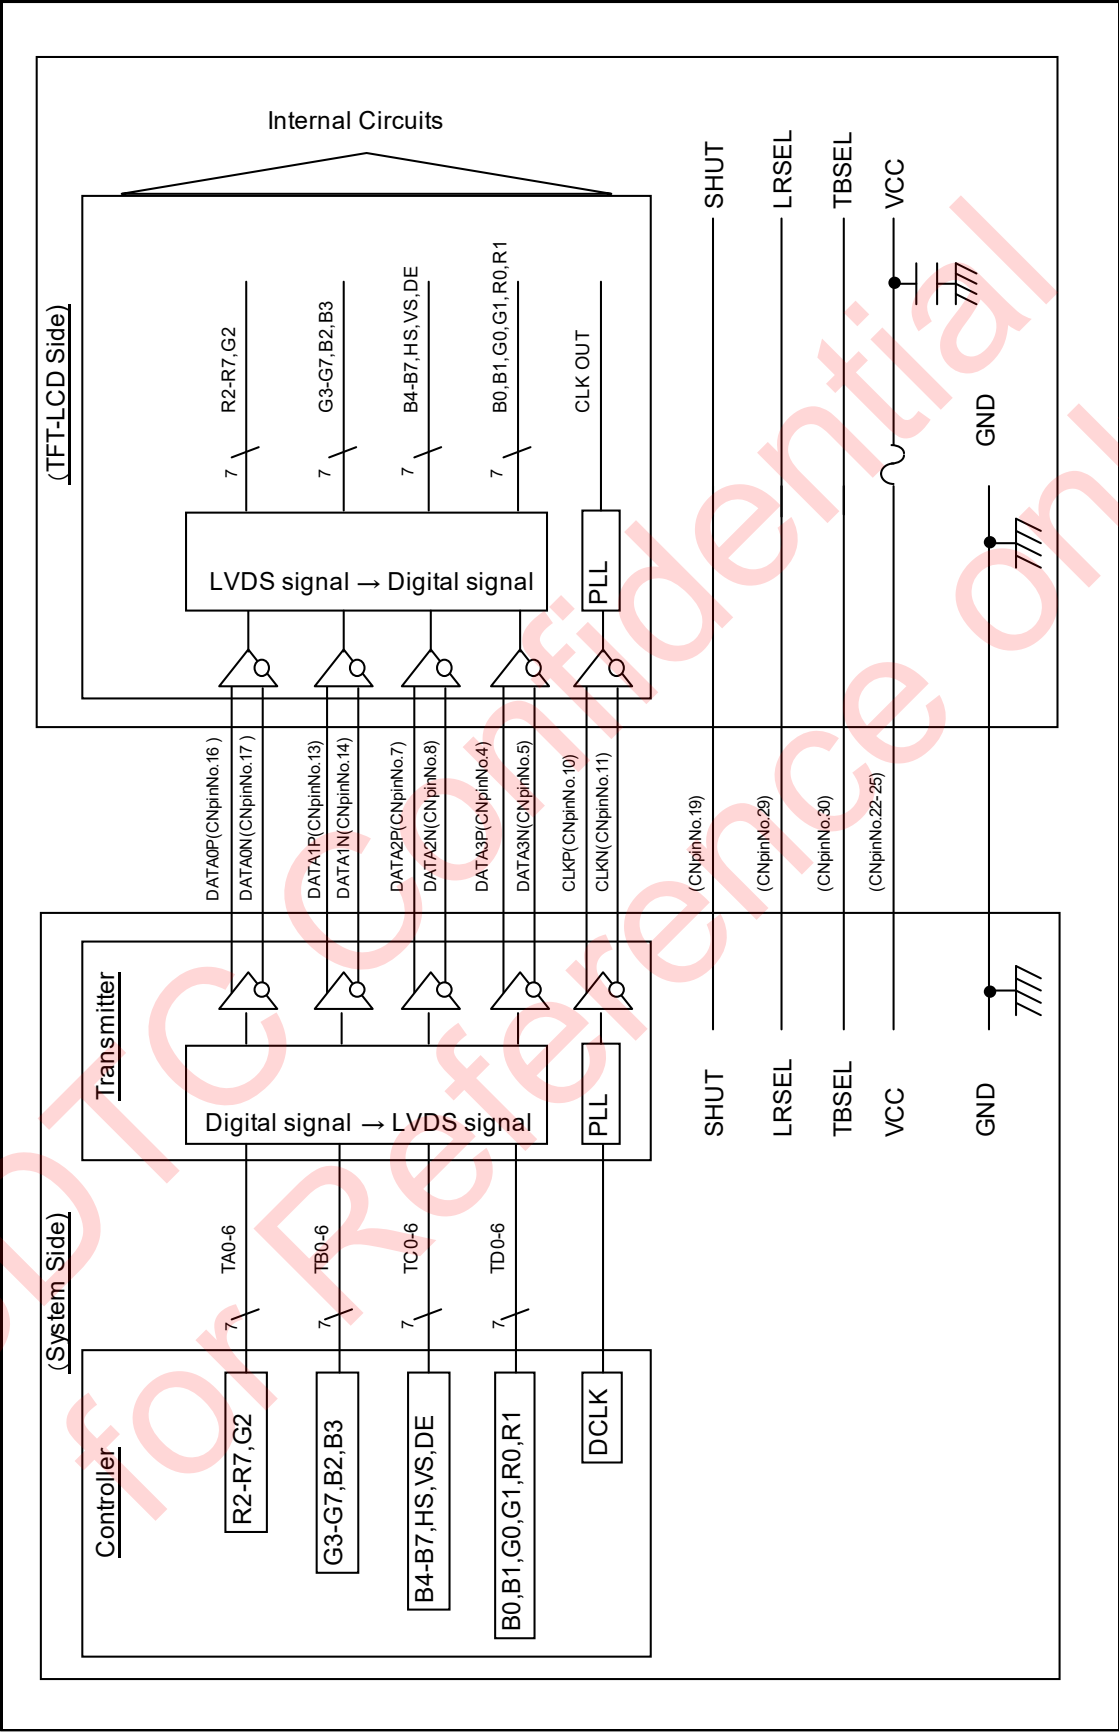 Internal Circuits
(TFT-LCD Side)
R2-R7,G2
G3-G7,B2,B3
B4-B7,HS,VS,DE
B0,B1,G0,G1,R0,R1
CLK OUT
7
7
7
7
LVDS signal → Digital signal
PLL
SHUT
LRSEL
TBSEL
VCC
GND
DATA0P(CNpinNo.16 )
DATA0N(CNpinNo.17 )
DATA1P(CNpinNo.13)
DATA1N(CNpinNo.14)
DATA2P(CNpinNo.7)
DATA2N(CNpinNo.8)
DATA3P(CNpinNo.4)
DATA3N(CNpinNo.5)
CLKP(CNpinNo.10)
CLKN(CNpinNo.11)
(CNpinNo.19)
(CNpinNo.29)
(CNpinNo.30)
(CNpinNo.22-25)
Transmitter
Digital signal → LVDS signal
PLL
SHUT
LRSEL
TBSEL
VCC
GND
(System Side)
TA0-6
TB0-6
TC0-6
TD0-6
7
7
7
7
Controller
R2-R7,G2
G3-G7,B2,B3
B4-B7,HS,VS,DE
B0,B1,G0,G1,R0,R1
DCLK
DTC Confidential
for Reference onl